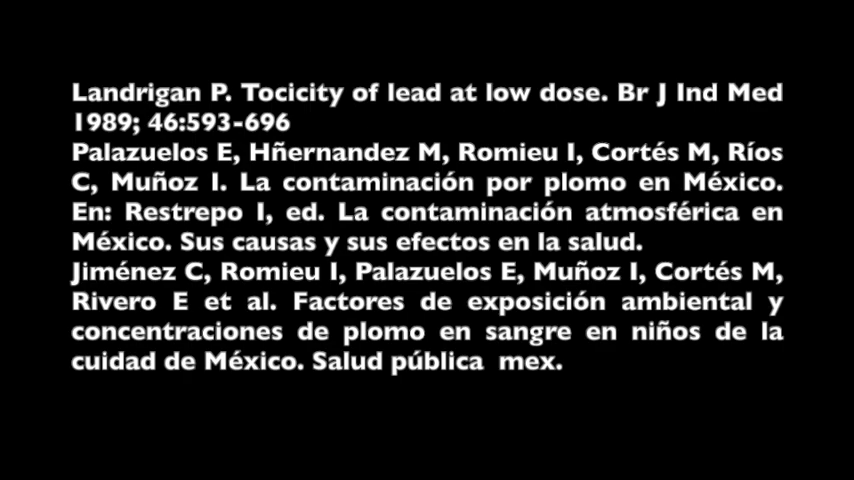 Landrigan P. Tocicity of lead at low dose. Br J Ind Med
1989; 46:593-696
Palazuelos E, Hñernandez M, Romieu I, Cortés M, Ríos
C, Muñoz I. La contaminación por plomo en México.
En: Restrepo I, ed. La contaminación atmosférica en
México. Sus causas y sus efectos en la salud.
Jiménez C, Romieu I, Palazuelos E, Muñoz I, Cortés M,
Rivero E et al. Factores de exposición ambiental y
concentraciones de plomo en sangre en niños de la
cuidad de México. Salud pública  mex.